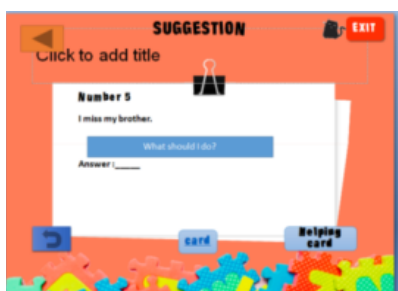 SUGGESTION
EXIT
Click to add title
Number 5
I miss my brother.
What should I do?
Answer :_____
card
Helping
card